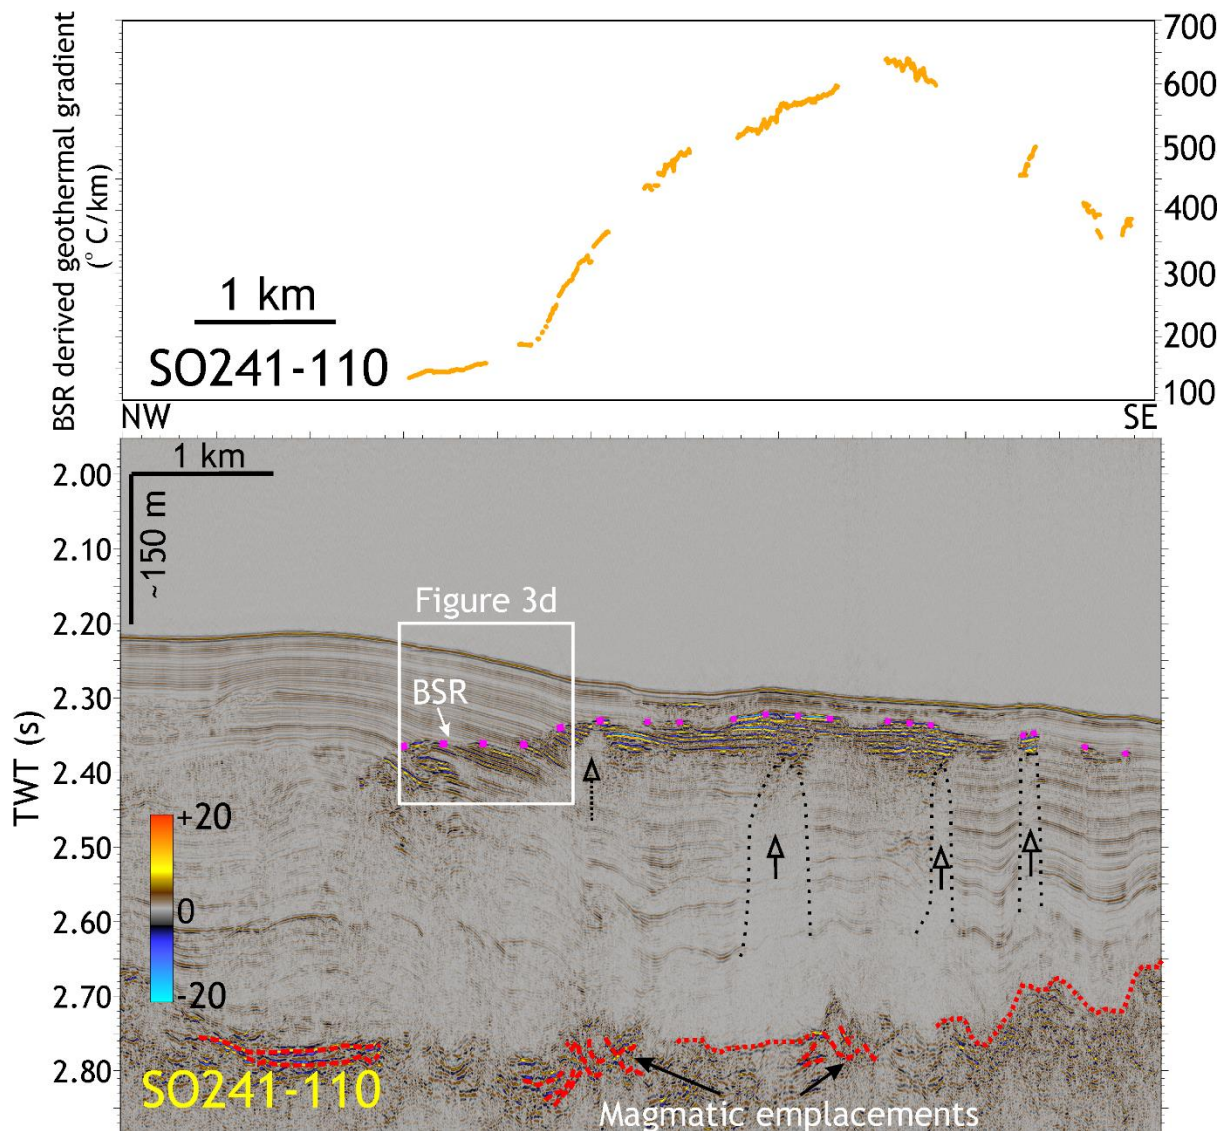 BSR derived geothermal gradient
(°C/km)
700
600
500
400
300
200
100
1 km
SO241-110
NW
SE
1 km
~150 m
2.00
2.10
2.20
2.30
2.40
2.50
2.60
2.70
2.80
TWT (s)
Figure 3d
BSR
+20
0
-20
SO241-110
Magmatic emplacements